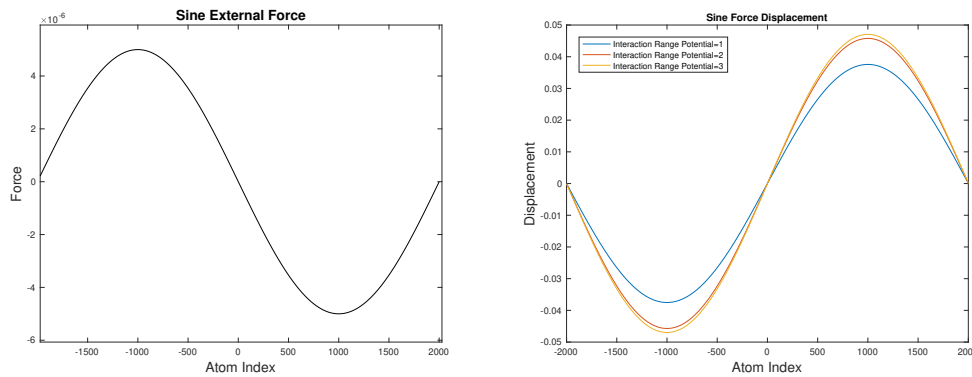 Sine External Force
×10⁻⁶
4
2
0
-2
-4
-6
Force
-1500 -1000 -500 0 500 1000 1500 2000
Atom Index
Sine Force Displacement
0.05
0.04
0.03
0.02
0.01
0
-0.01
-0.02
-0.03
-0.04
-0.05
Displacement
Interaction Range Potential=1
Interaction Range Potential=2
Interaction Range Potential=3
-2000 -1500 -1000 -500 0 500 1000 1500 2000
Atom Index